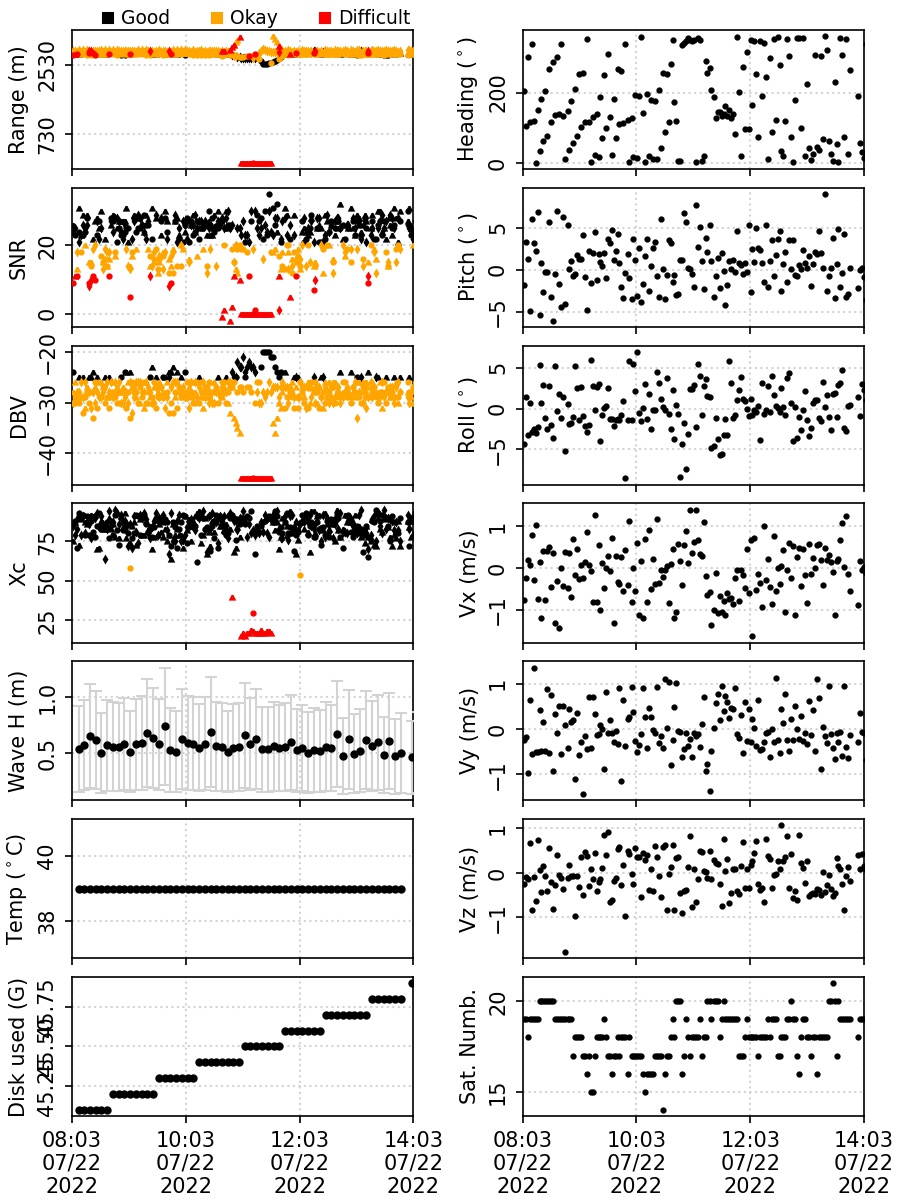 Good Okay Difficult
Range (m)
2530
730
Heading (°)
200
0
SNR
20
0
Pitch (°)
5
0
−5
DBV
−20
−30
−40
Roll (°)
5
0
−5
Xc
75
50
25
Vx (m/s)
1
0
−1
Wave H (m)
1.0
0.5
Vy (m/s)
1
0
−1
Temp (°C)
40
38
Vz (m/s)
1
0
−1
Disk used (G)
Sat. Numb.
20
15
08:03 10:03 12:03 14:03 08:03 10:03 12:03 14:03
07/22 07/22 07/22 07/22 07/22 07/22 07/22 07/22
2022 2022 2022 2022 2022 2022 2022 2022